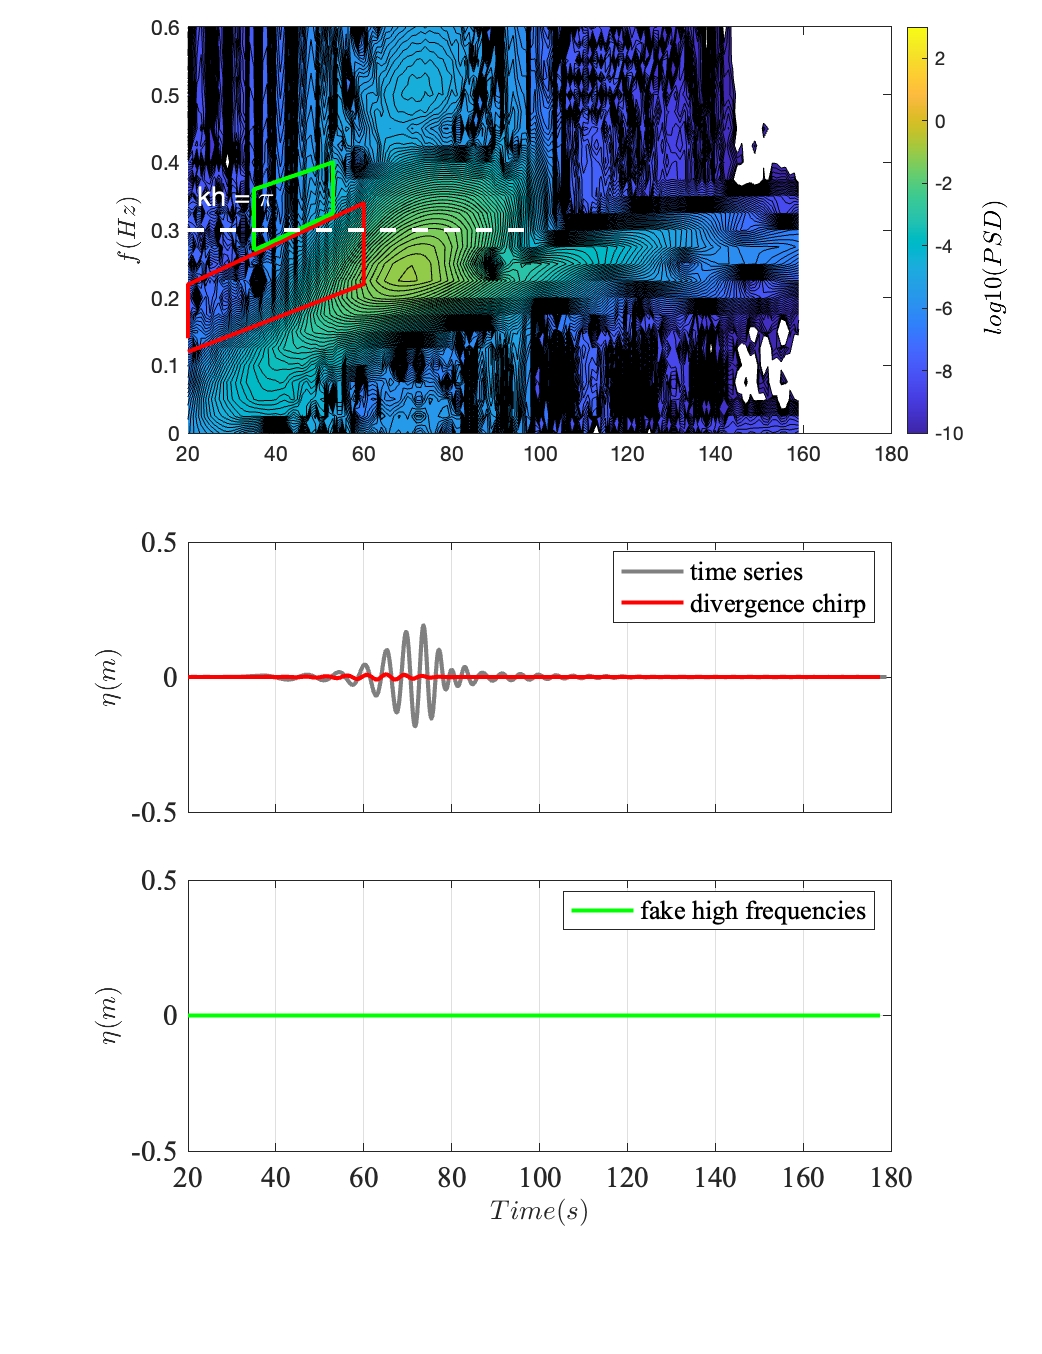 0.6
0.5
0.4
0.3
0.2
0.1
0
f(Hz)
kh = π
20 40 60 80 100 120 140 160 180
2
0
-2
-4
-6
-8
-10
log10(PSD)
0.5
0
-0.5
η(m)
time series
divergence chirp
0.5
0
-0.5
η(m)
fake high frequencies
20 40 60 80 100 120 140 160 180
Time(s)